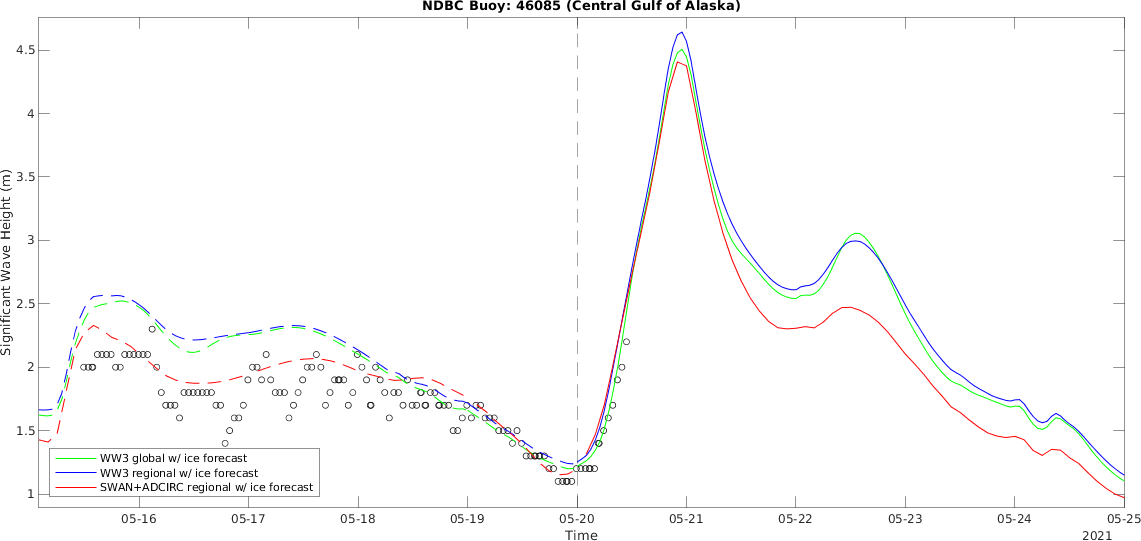 NDBC Buoy: 46085 (Central Gulf of Alaska)
Significant Wave Height (m)
4.5
4
3.5
3
2.5
2
1.5
1
WW3 global w/ ice forecast
WW3 regional w/ ice forecast
SWAN+ADCIRC regional w/ ice forecast
05-16 05-17 05-18 05-19 05-20 05-21 05-22 05-23 05-24 05-25
Time
2021